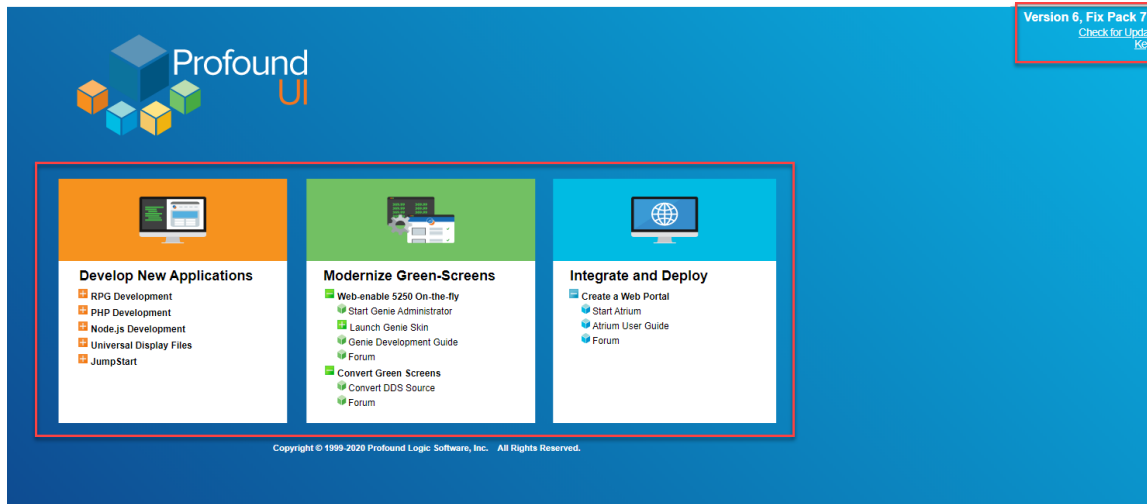 Version 6, Fix Pack 7
Check for
Profound
UI
Develop New Applications
RPG Development
PHP Development
Node.js Development
Universal Display Files
JumpStart
Modernize Green-Screens
Web-enable 5250 On-the-fly
Start Genie Administrator
Launch Genie Skin
Genie Development Guide
Forum
Convert Green Screens
Convert DDS Source
Forum
Integrate and Deploy
Create a Web Portal
Start Atrium
Atrium User Guide
Forum
Copyright © 1999-2020 Profound Logic Software, Inc. All Rights Reserved.